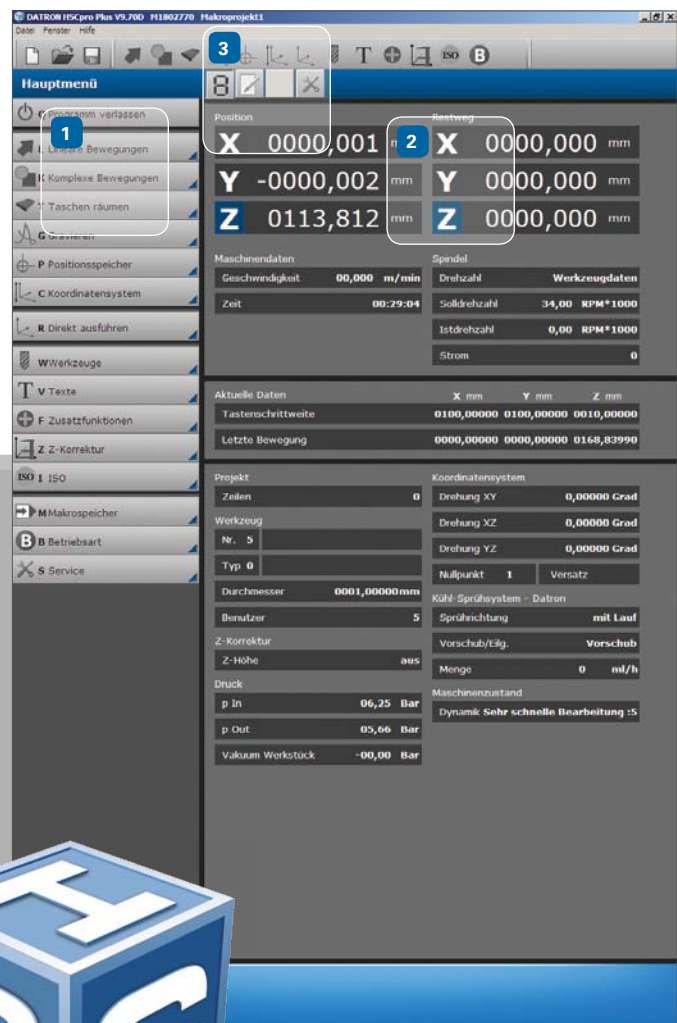 DATRON HSCpro Plus V9.70D M1802770 Makroprojekt1
Datei Fenster Hilfe
T ISO B
3
Hauptmenü
Programm verlassen
1
Lineare Bewegungen
K Komplexe Bewegungen
T Taschen räumen
G Gravieren
P Positionsspeicher
C Koordinatensystem
R Direkt ausführen
W Werkzeuge
T V Texte
F Zusatzfunktionen
Z Z-Korrektur
ISO I ISO
M Makrospeicher
B B Betriebsart
S Service
Position
X 0000,001
Y -0000,002 mm
Z 0113,812 mm
2
Restweg
X 0000,000 mm
Y 0000,000 mm
Z 0000,000 mm
Maschinendaten
Geschwindigkeit 00,000 m/min
Zeit 00:29:04
Spindel
Drehzahl Werkzeugdaten
Solldrehzahl 34,00 RPM*1000
Istdrehzahl 0,00 RPM*1000
Strom 0
Aktuelle Daten X mm Y mm Z mm
Tastenschrittweite 0100,00000 0100,00000 0010,00000
Letzte Bewegung 0000,00000 0000,00000 0168,83990
Projekt
Zeilen 0
Werkzeug
Nr. 5
Typ 0
Durchmesser 0001,00000mm
Benutzer 5
Z-Korrektur
Z-Höhe aus
Druck
p In 06,25 Bar
p Out 05,66 Bar
Vakuum Werkstück -00,00 Bar
Koordinatensystem
Drehung XY 0,00000 Grad
Drehung XZ 0,00000 Grad
Drehung YZ 0,00000 Grad
Nullpunkt 1 Versatz
Kühl-Sprühsystem - Datron
Sprührichtung mit Lauf
Vorschub/Eilg. Vorschub
Menge 0 ml/h
Maschinenzustand
Dynamik Sehr schnelle Bearbeitung :5
H